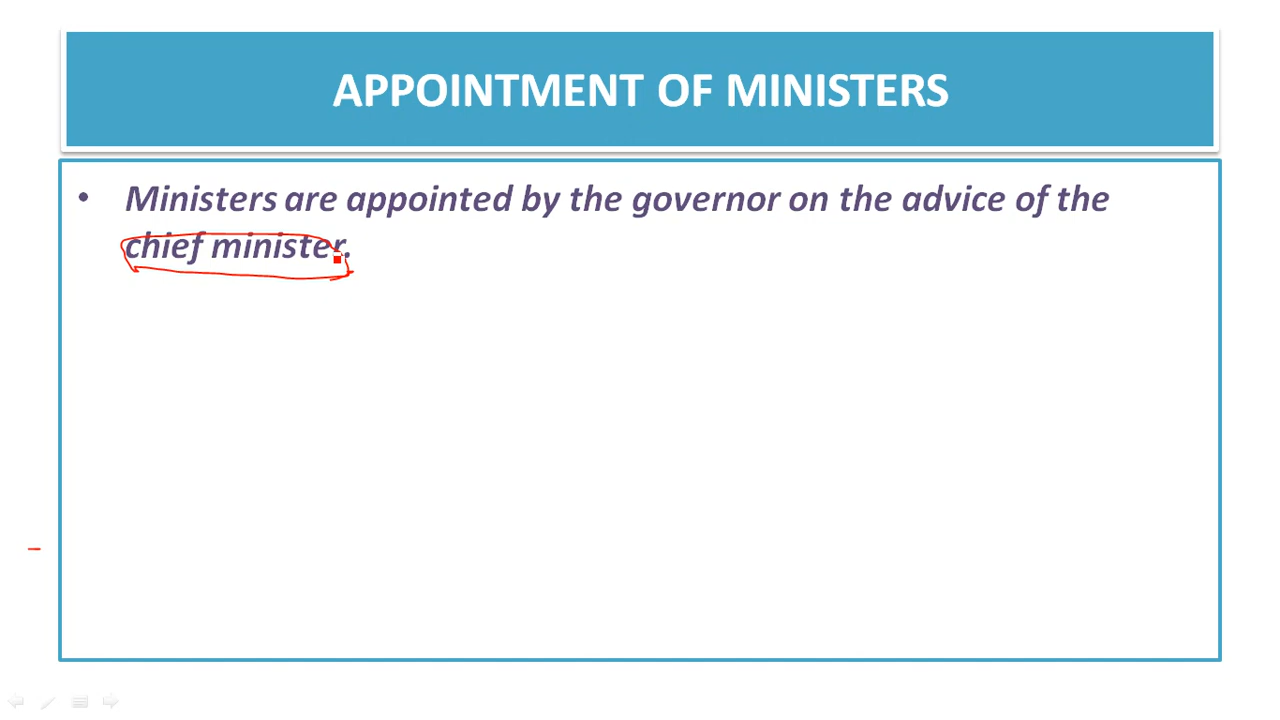 APPOINTMENT OF MINISTERS
• Ministers are appointed by the governor on the advice of the
chief minister.